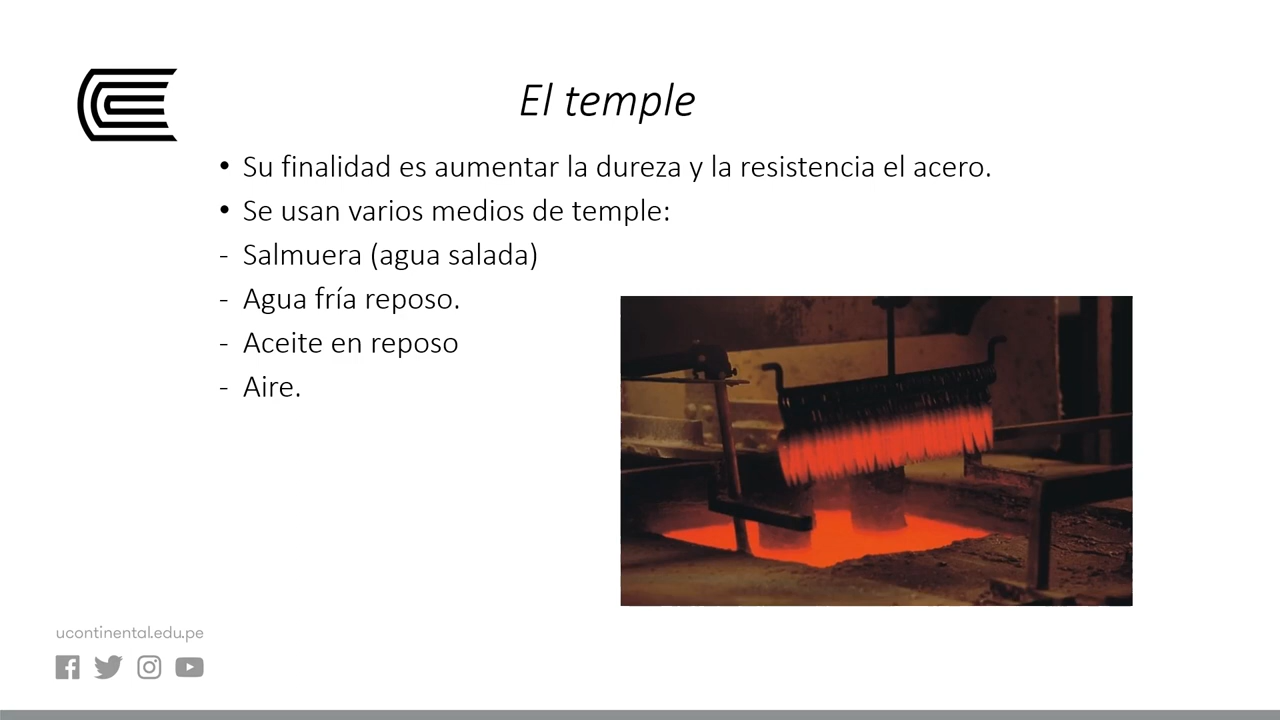 El temple
• Su finalidad es aumentar la dureza y la resistencia el acero.
• Se usan varios medios de temple:
- Salmuera (agua salada)
- Agua fría reposo.
- Aceite en reposo
- Aire.
ucontinental.edu.pe